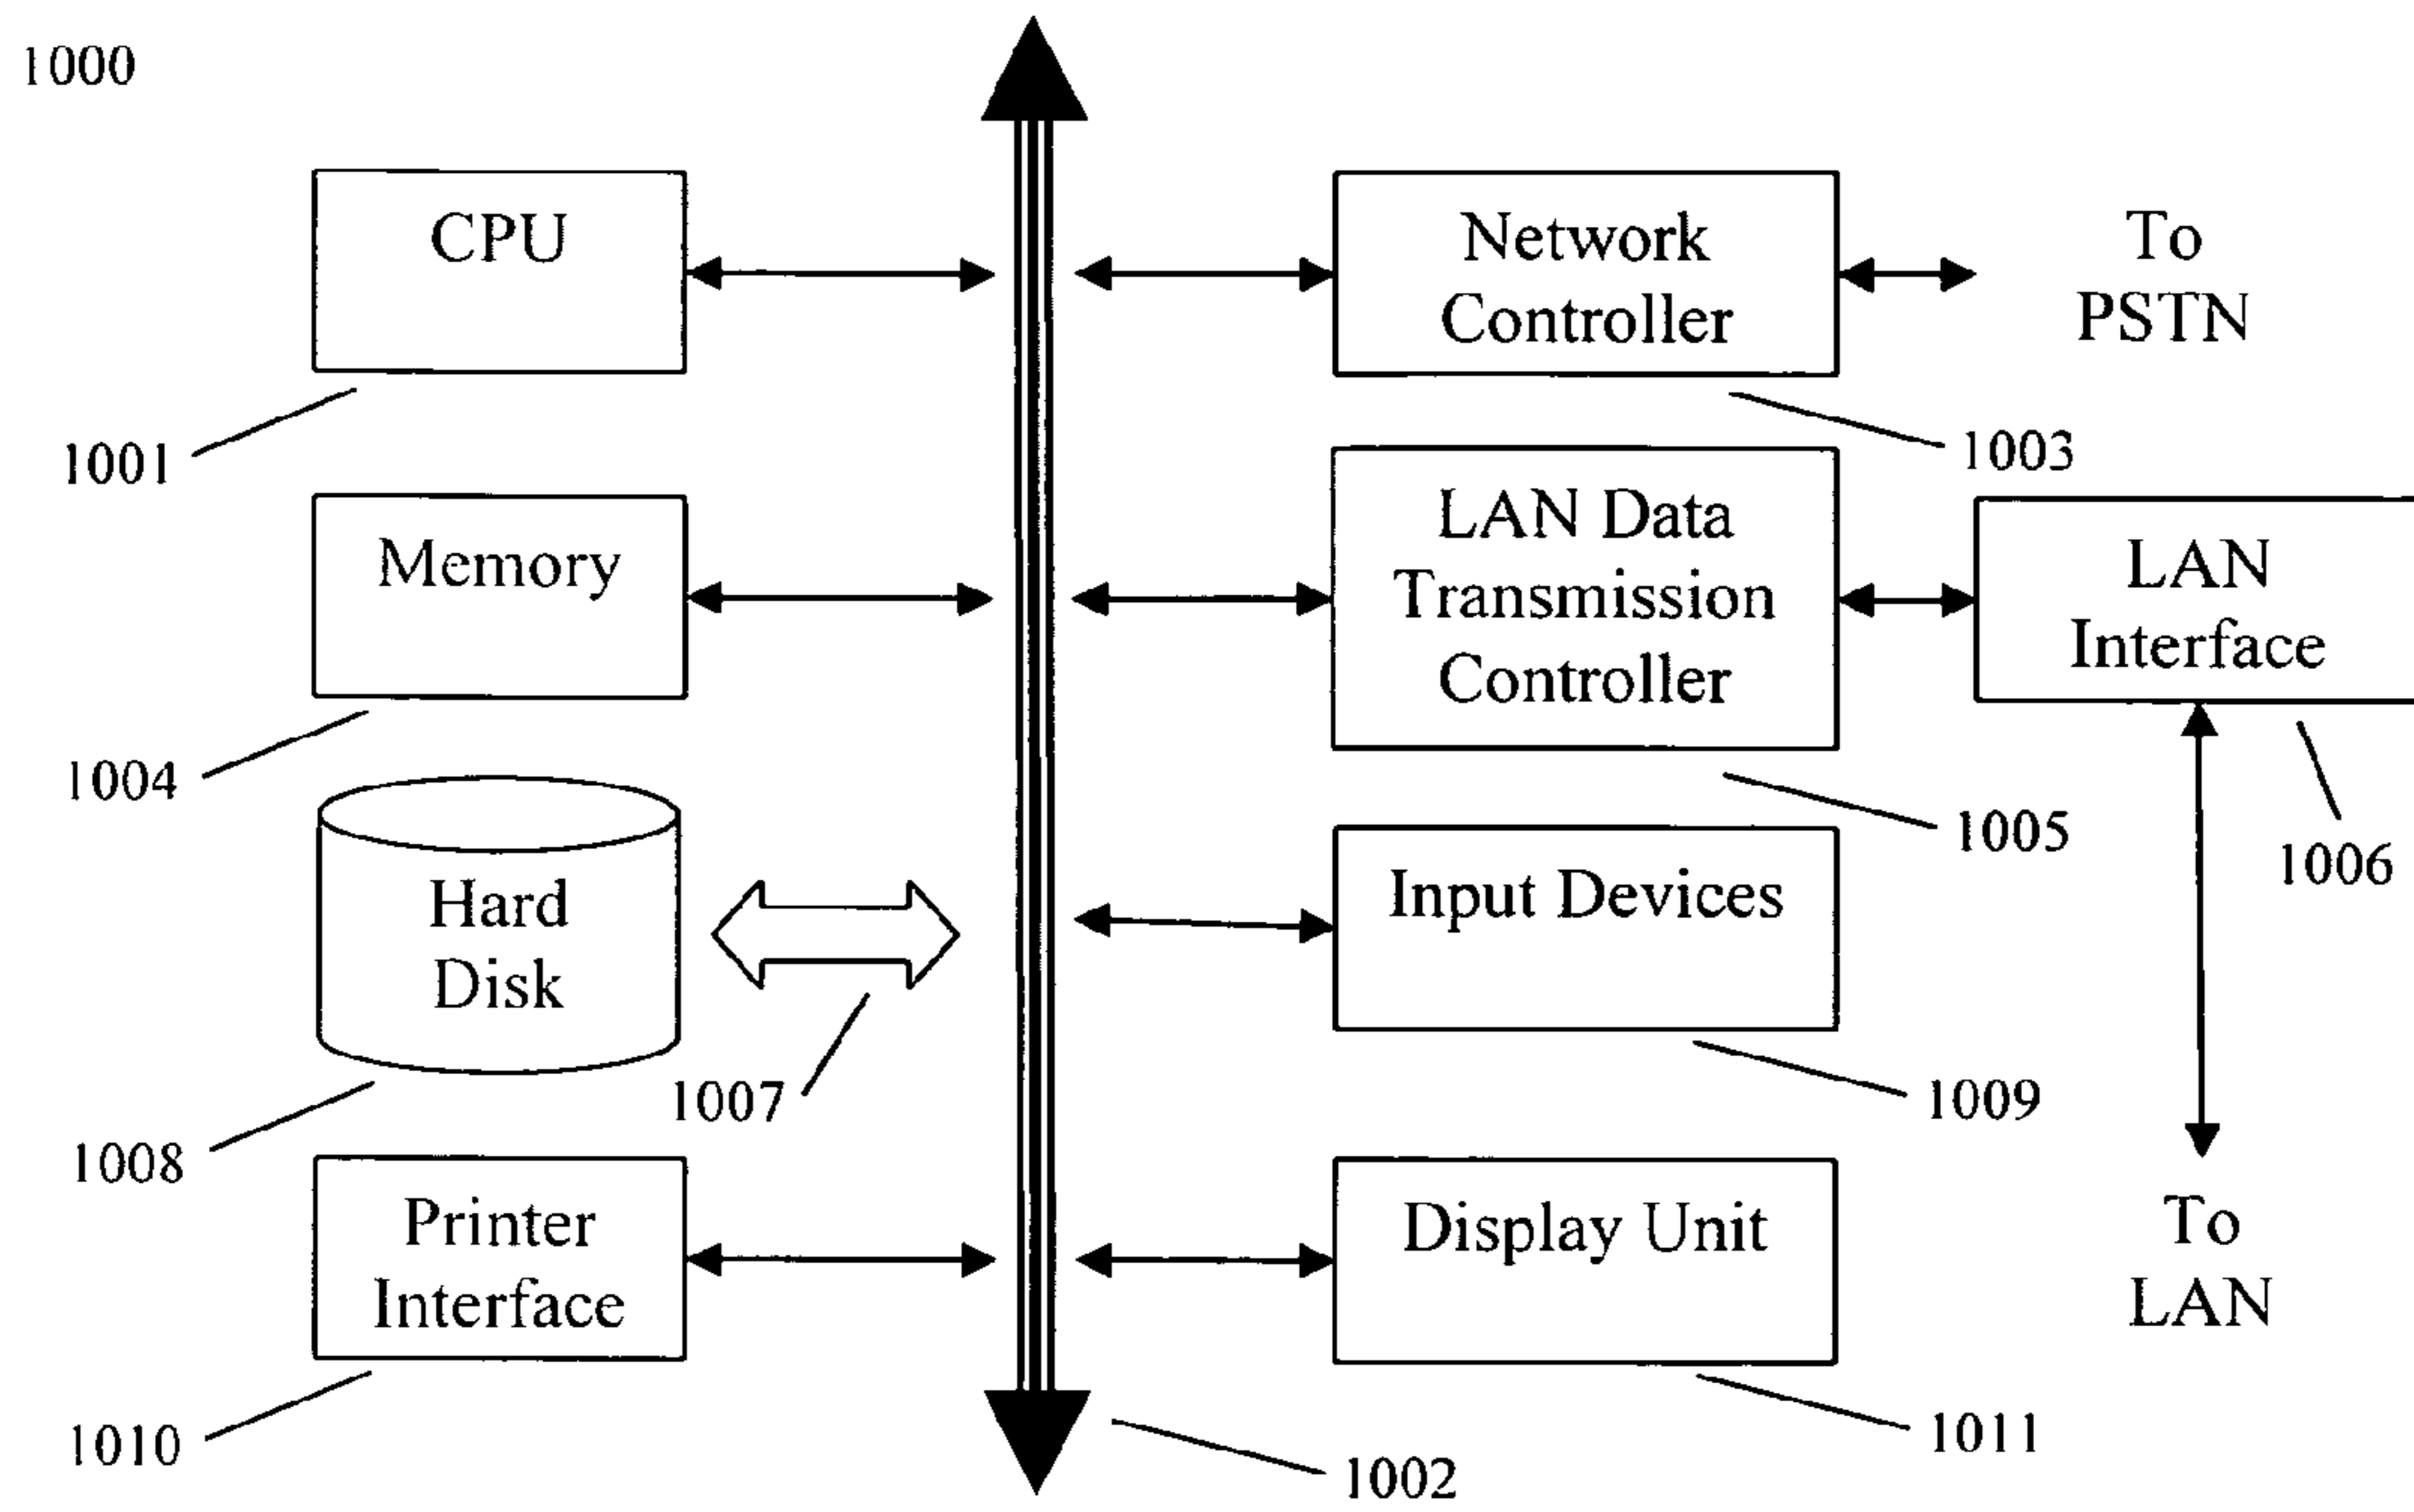 1000
CPU
Network
Controller
To
PSTN
1001
1003
Memory
LAN Data
Transmission
Controller
LAN
Interface
1004
1005
1006
Hard
Disk
Input Devices
1007
1008
1009
Printer
Interface
Display Unit
To
LAN
1010
1011
1002